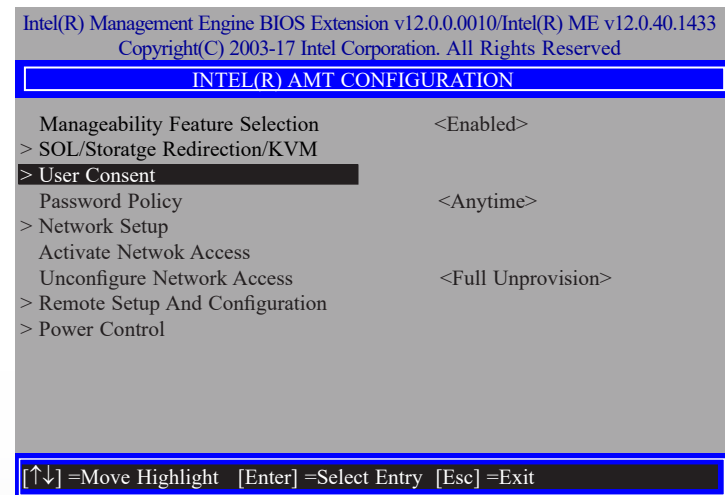 Intel(R) Management Engine BIOS Extension v12.0.0.0010/Intel(R) ME v12.0.40.1433
Copyright(C) 2003-17 Intel Corporation. All Rights Reserved
INTEL(R) AMT CONFIGURATION
Manageability Feature Selection <Enabled>
> SOL/Storatge Redirection/KVM
> User Consent
Password Policy <Anytime>
> Network Setup
Activate Netwok Access
Unconfigure Network Access <Full Unprovision>
> Remote Setup And Configuration
> Power Control
[↑↓] =Move Highlight [Enter] =Select Entry [Esc] =Exit